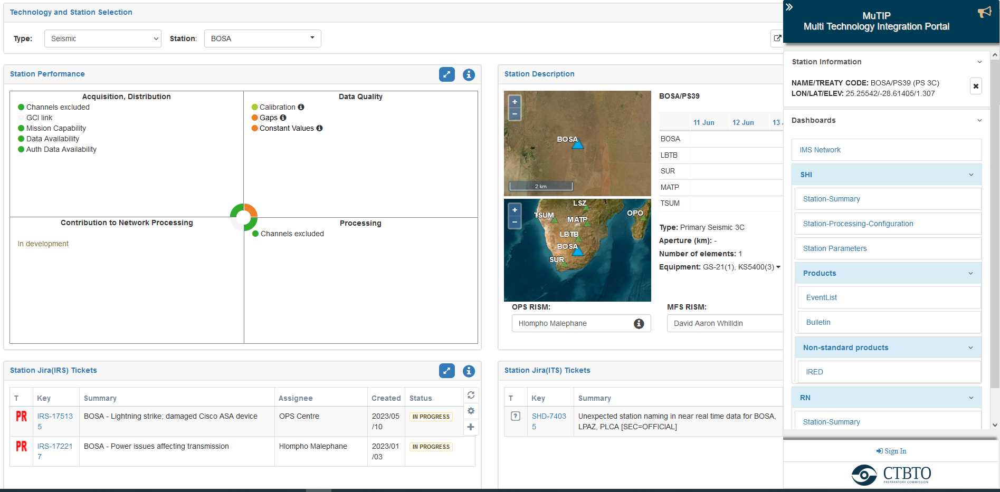 Technology and Station Selection
Type: Seismic Station: BOSA
Station Performance
Acquisition, Distribution
Channels excluded
GCI link
Mission Capability
Data Availability
Auth Data Availability
Data Quality
Calibration
Gaps
Constant Values
Contribution to Network Processing
In development
Processing
Channels excluded
Station Description
BOSA
2 km
LSZ
TSUM
MATP
OPO
LBTB
BOSA
SUR
BOSA/PS39
11 Jun 12 Jun 13
BOSA
LBTB
SUR
MATP
TSUM
Type: Primary Seismic 3C
Aperture (km): -
Number of elements: 1
Equipment: GS-21(1), KS5400(3)
OPS RISM: MFS RISM:
Hlompho Malephane David Aaron Whilldin
Station Jira(IRS) Tickets
T Key Summary Assignee Created Status
PR IRS-17513 BOSA - Lightning strike; damaged Cisco ASA device OPS Centre 2023/05 IN PROGRESS
5 /10
PR IRS-17221 BOSA - Power issues affecting transmission Hlompho Malephane 2023/01 IN PROGRESS
7 /03
Station Jira(ITS) Tickets
T Key Summary
SHD-7403 Unexpected station naming in near real time data for BOSA,
5 LPAZ, PLCA [SEC=OFFICIAL]
MuTIP
Multi Technology Integration Portal
Station Information
NAME/TREATY CODE: BOSA/PS39 (PS 3C)
LON/LAT/ELEV: 25.25542/-28.61405/1.307
Dashboards
IMS Network
SHI
Station-Summary
Station-Processing-Configuration
Station Parameters
Products
EventList
Bulletin
Non-standard products
IRED
RN
Station-Summary
Sign In
CTBTO
PREPARATORY COMMISSION